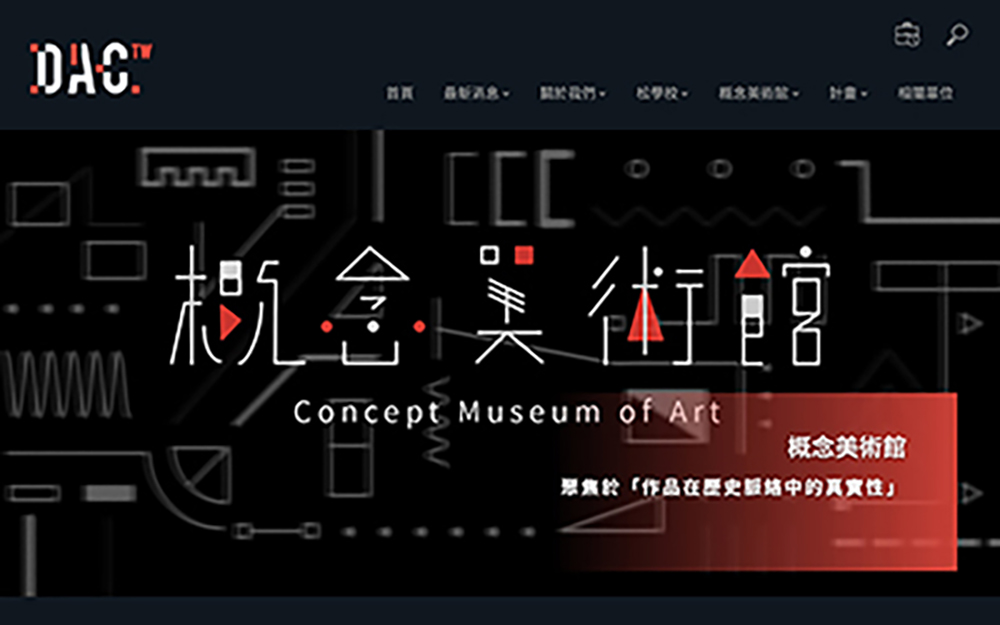 DAC.TW
首頁 最新消息 關於我們 松學校 概念美術館 計畫 相關單位
概念美術館
Concept Museum of Art
概念美術館
聚焦於「作品在歷史脈絡中的真實性」